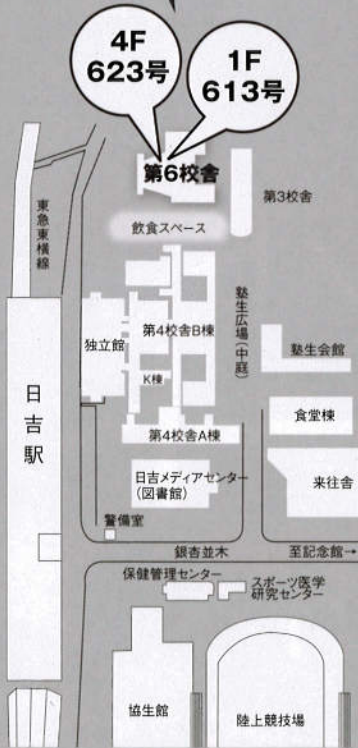 4F
623号
1F
613号
第6校舎
第3校舎
飲食スペース
東急東横線
塾生広場(中庭)
第4校舎B棟
独立館
塾生会館
K棟
日吉駅
食堂棟
第4校舎A棟
日吉メディアセンター
(図書館)
来往舎
警備室
銀杏並木
至記念館→
保健管理センター
スポーツ医学
研究センター
協生館
陸上競技場